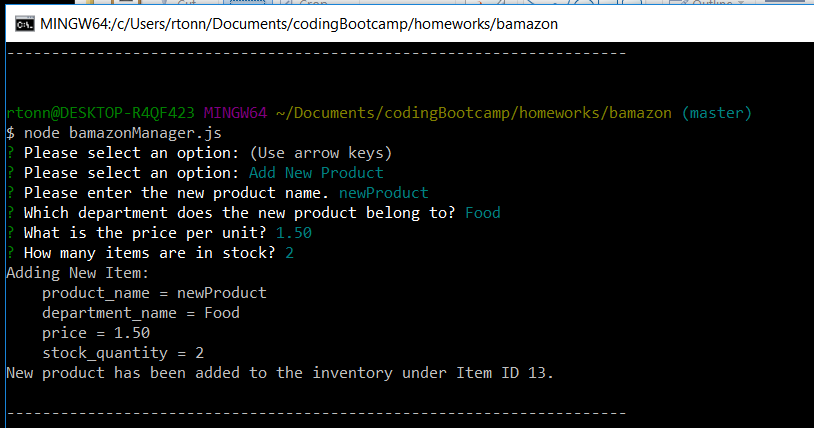 Cut
Crop
Outline
MINGW64:/c/Users/rtonn/Documents/codingBootcamp/homeworks/bamazon
---------------------------------------------------------------------
rtonn@DESKTOP-R4QF423 MINGW64 ~/Documents/codingBootcamp/homeworks/bamazon (master)
$ node bamazonManager.js
? Please select an option: (Use arrow keys)
? Please select an option: Add New Product
? Please enter the new product name. newProduct
? Which department does the new product belong to? Food
? What is the price per unit? 1.50
? How many items are in stock? 2
Adding New Item:
    product_name = newProduct
    department_name = Food
    price = 1.50
    stock_quantity = 2
New product has been added to the inventory under Item ID 13.
---------------------------------------------------------------------